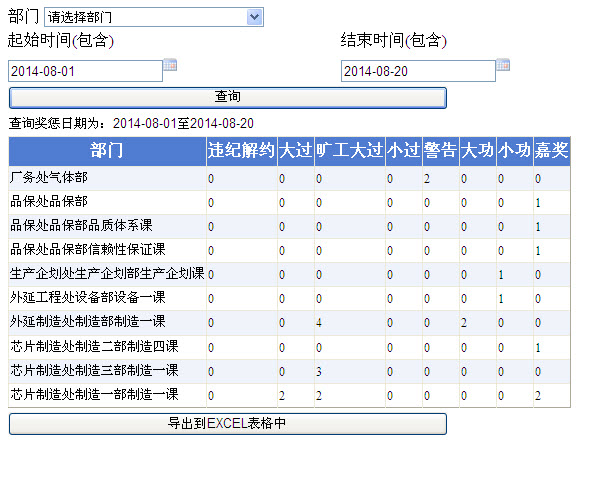 部门 请选择部门
起始时间(包含) 结束时间(包含)
2014-08-01 2014-08-20
查询
查询奖惩日期为：2014-08-01至2014-08-20
部门 违纪解约 大过 旷工大过 小过 警告 大功 小功 嘉奖
厂务处气体部 0 0 0 0 2 0 0 0
品保处品保部 0 0 0 0 0 0 0 1
品保处品保部品质体系课 0 0 0 0 0 0 0 1
品保处品保部信赖性保证课 0 0 0 0 0 0 0 1
生产企划处生产企划部生产企划课 0 0 0 0 0 0 1 0
外延工程处设备部设备一课 0 0 0 0 0 0 1 0
外延制造处制造部制造一课 0 0 4 0 0 2 0 0
芯片制造处制造二部制造四课 0 0 0 0 0 0 0 1
芯片制造处制造三部制造一课 0 0 3 0 0 0 0 0
芯片制造处制造一部制造一课 0 2 2 0 0 0 0 2
导出到EXCEL表格中